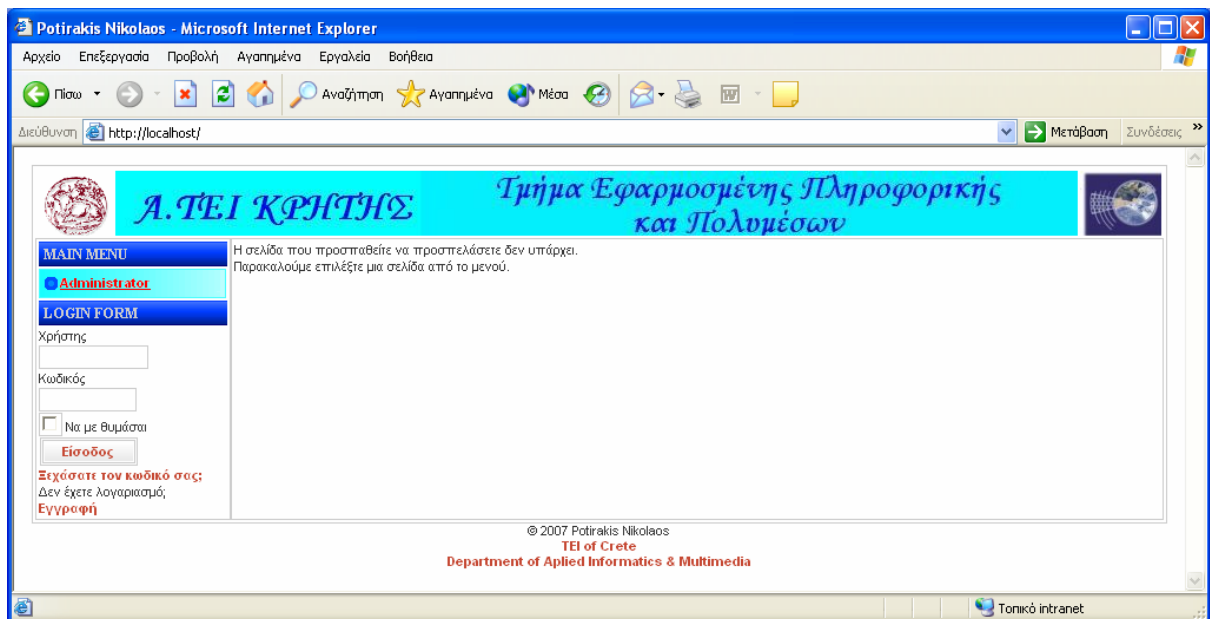 Potirakis Nikolaos - Microsoft Internet Explorer
Αρχείο Επεξεργασία Προβολή Αγαπημένα Εργαλεία Βοήθεια
Πίσω Αναζήτηση Αγαπημένα Μέσα
Διεύθυνση http://localhost/ Μετάβαση Συνδέσεις »
Α.ΤΕΙ ΚΡΗΤΗΣ
Τμήμα Εφαρμοσμένης Πληροφορικής
και Πολυμέσων
MAIN MENU
Administrator
LOGIN FORM
Χρήστης
Κωδικός
Να με θυμάσαι
Είσοδος
Ξεχάσατε τον κωδικό σας;
Δεν έχετε λογαριασμό;
Εγγραφή
Η σελίδα που προσπαθείτε να προσπελάσετε δεν υπάρχει.
Παρακαλούμε επιλέξτε μια σελίδα από το μενού.
© 2007 Potirakis Nikolaos
TEI of Crete
Department of Aplied Informatics & Multimedia
Τοπικό intranet